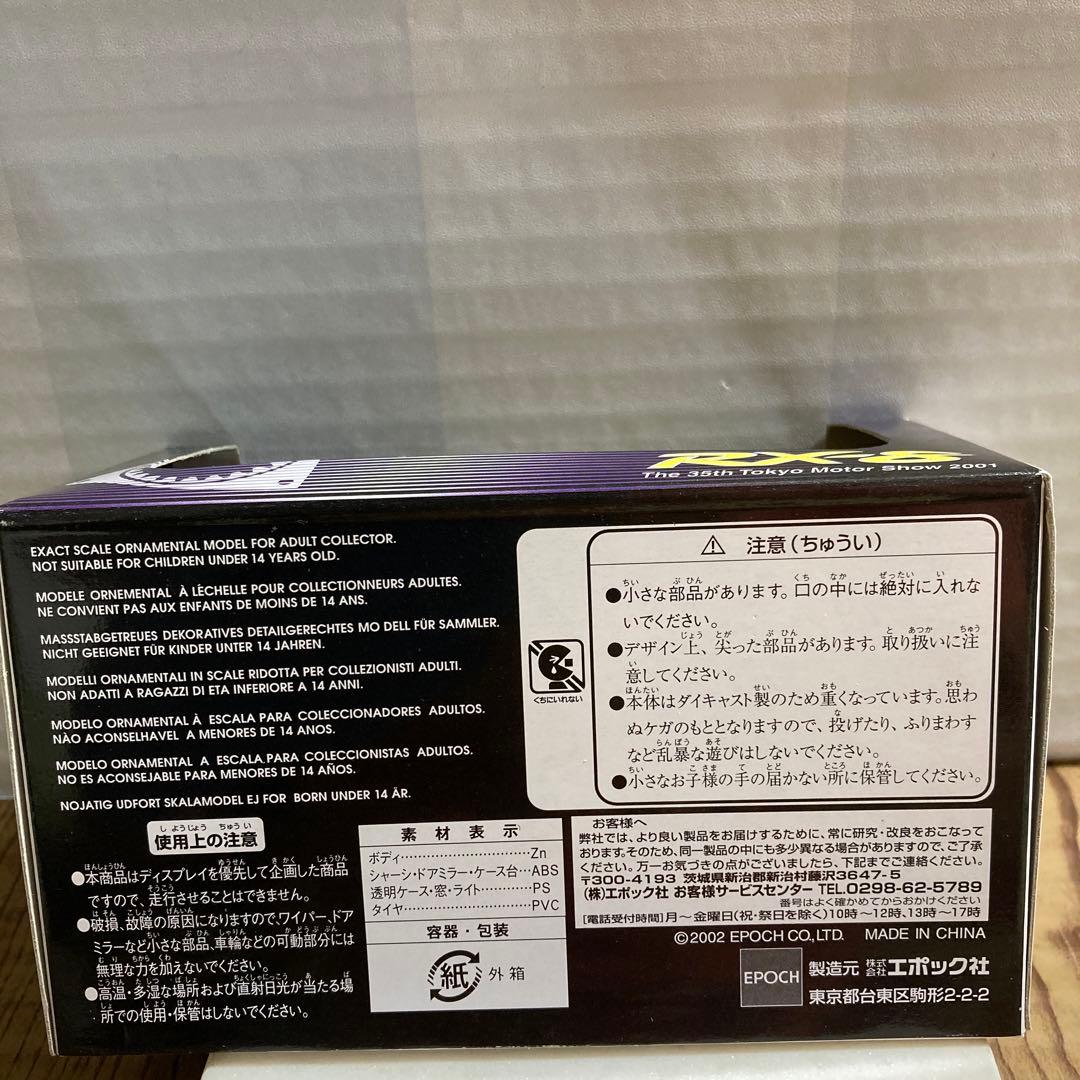 RX-8
The 35th Tokyo Motor Show 2001
EXACT SCALE ORNAMENTAL MODEL FOR ADULT COLLECTOR.
NOT SUITABLE FOR CHILDREN UNDER 14 YEARS OLD.
MODELE ORNEMENTAL À LÉCHELLE POUR COLLECTIONNEURS ADULTES.
NE CONVIENT PAS AUX ENFANTS DE MOINS DE 14 ANS.
MASSSTABGETREUES DEKORATIVES DETAILGERECHTES MO DELL FÜR SAMMLER.
NICHT GEEIGNET FÜR KINDER UNTER 14 JAHREN.
MODELLI ORNAMENTALI IN SCALE RIDOTTA PER COLLEZIONISTI ADULTI.
NON ADATTI A RAGAZZI DI ETA INFERIORE A 14 ANNI.
MODELO ORNAMENTAL À ESCALA PARA COLECCIONADORES ADULTOS.
NÀO ACONSELHAVEL A MENORES DE 14 ANOS.
MODELO ORNAMENTAL A ESCALA PARA COLECCIONISTAS ADULTOS.
NO ES ACONSEJABLE PARA MENORES DE 14 AÑOS.
NOJATIG UDFORT SKALAMODEL EJ FOR BORN UNDER 14 ÄR.
使用上の注意
●本商品はディスプレイを優先して企画した商品
ですので、走行させることはできません。
●破損、故障の原因になりますので、ワイパー、ドア
ミラーなど小さな部品、車輪などの可動部分には
無理な力を加えないでください。
●高温・多湿な場所および直射日光が当たる場
所での使用・保管はしないでください。
素材表示
ボディ……………………………Zn
シャーシ・ドアミラー・ケース台…ABS
透明ケース・窓・ライト……………PS
タイヤ……………………………PVC
容器・包装
紙 外箱
くちにいれない
⚠ 注意(ちゅうい)
●小さな部品があります。口の中には絶対に入れな
いでください。
●デザイン上、尖った部品があります。取り扱いに注
意してください。
●本体はダイキャスト製のため重くなっています。思わ
ぬケガのもととなりますので、投げたり、ふりまわす
など乱暴な遊びはしないでください。
●小さなお子様の手の届かない所に保管してください。
お客様へ
弊社では、より良い製品をお届けするために、常に研究・改良をおこなって
おります。そのため、同一製品の中にも多少異なる場合がありますので、ご了承
ください。万一お気づきの点がございましたら、下記までご連絡ください。
〒300-4193 茨城県新治郡新治村藤沢3647-5
(株)エポック社 お客様サービスセンター TEL.0298-62-5789
番号はよく確かめてからおかけください
[電話受付時間]月〜金曜日(祝・祭日を除く)10時〜12時、13時〜17時
©2002 EPOCH CO.,LTD. MADE IN CHINA
EPOCH 製造元 株式会社エポック社
東京都台東区駒形2-2-2